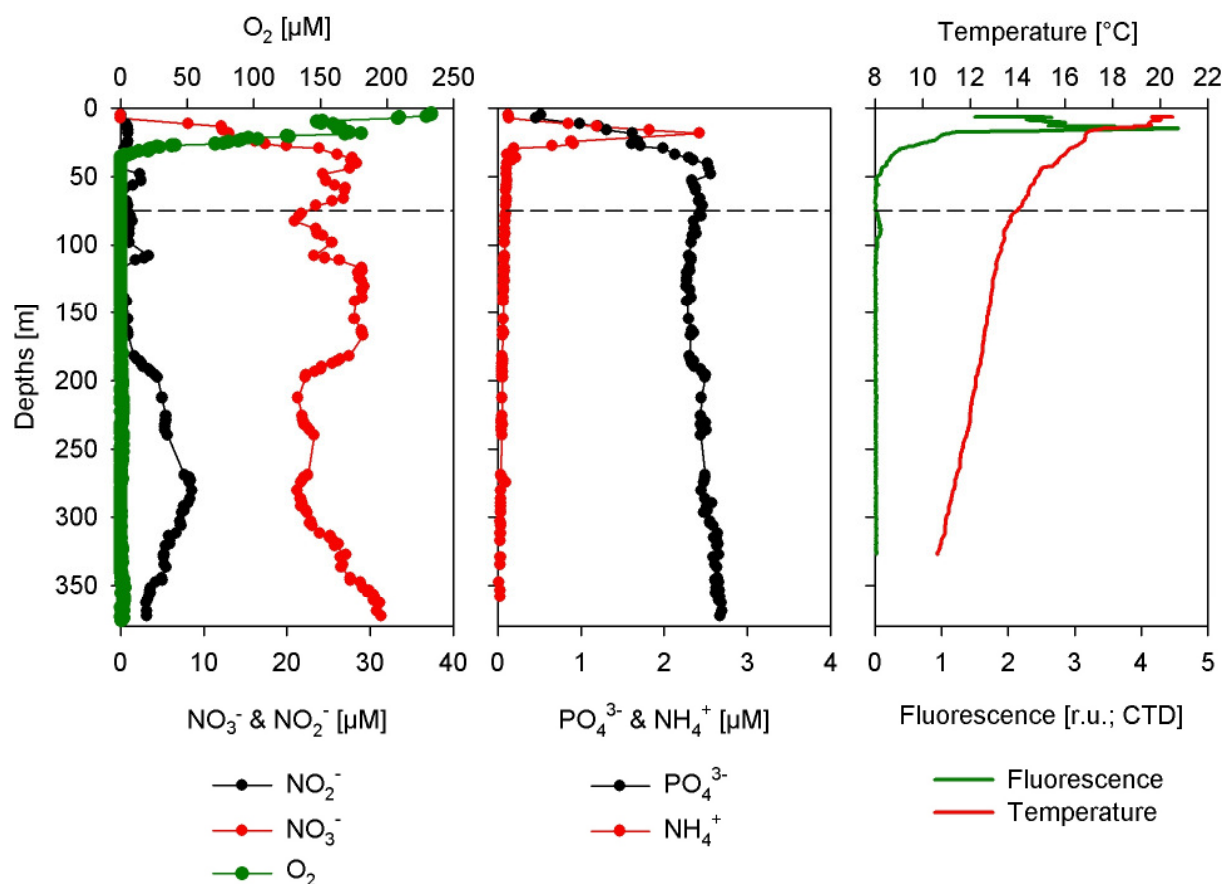 O₂ [µM]
0 50 100 150 200 250
Temperature [°C]
8 10 12 14 16 18 20 22
Depths [m]
0
50
100
150
200
250
300
350
0 10 20 30 40
NO₃⁻ & NO₂⁻ [µM]
0 1 2 3 4
PO₄³⁻ & NH₄⁺ [µM]
0 1 2 3 4 5
Fluorescence [r.u.; CTD]
NO₂⁻
NO₃⁻
O₂
PO₄³⁻
NH₄⁺
Fluorescence
Temperature